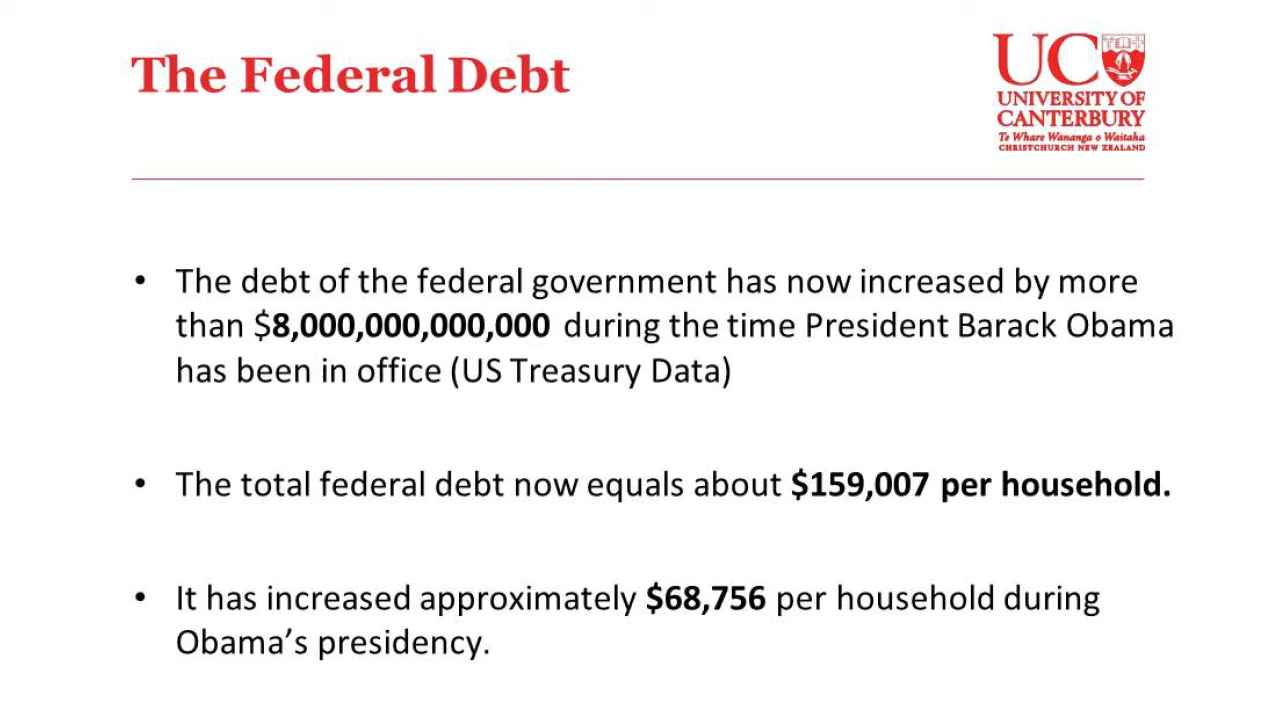 The Federal Debt
UC
UNIVERSITY OF
CANTERBURY
Te Whare Wananga o Waitaha
CHRISTCHURCH NEW ZEALAND
• The debt of the federal government has now increased by more
than $8,000,000,000,000 during the time President Barack Obama
has been in office (US Treasury Data)
• The total federal debt now equals about $159,007 per household.
• It has increased approximately $68,756 per household during
Obama’s presidency.